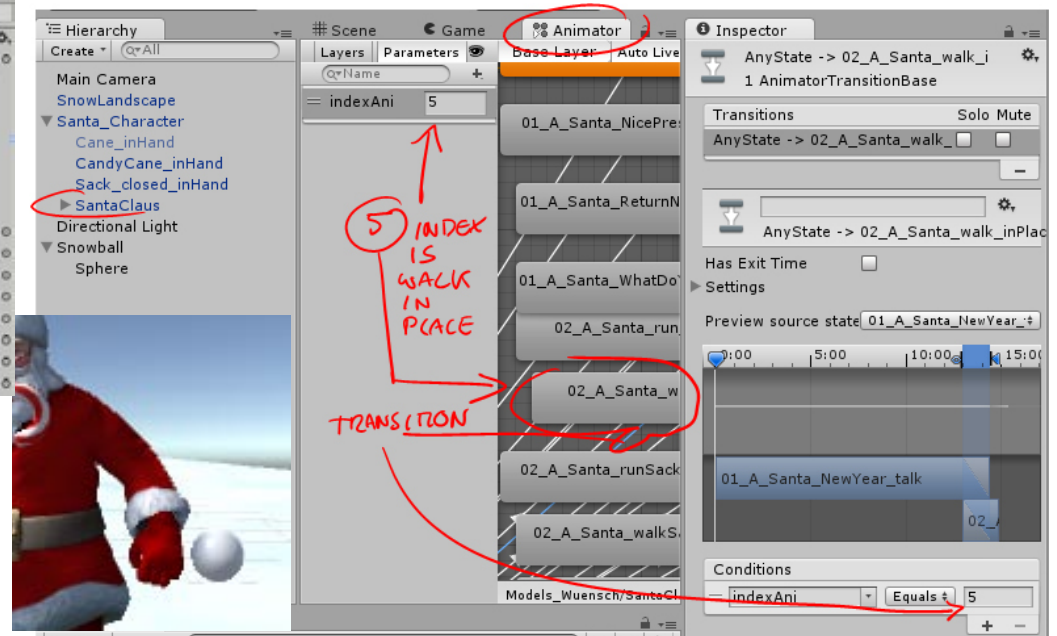 Hierarchy
Create
All
Main Camera
SnowLandscape
Santa_Character
Cane_inHand
CandyCane_inHand
Sack_closed_inHand
SantaClaus
Directional Light
Snowball
Sphere
Scene
Game
Animator
Layers
Parameters
Base Layer
Auto Live
Name
+
indexAni
5
5
INDEX
IS
WALK
IN
PLACE
TRANSITION
01_A_Santa_NicePres
01_A_Santa_ReturnN
01_A_Santa_WhatDo
02_A_Santa_run_
02_A_Santa_w
02_A_Santa_runSack
02_A_Santa_walkSa
Models_Wuensch/SantaCl
Inspector
AnyState -> 02_A_Santa_walk_i
1 AnimatorTransitionBase
Transitions
Solo Mute
AnyState -> 02_A_Santa_walk_
AnyState -> 02_A_Santa_walk_inPlac
Has Exit Time
Settings
Preview source state
01_A_Santa_NewYear_
0:00
5:00
10:00
15:00
01_A_Santa_NewYear_talk
02_
Conditions
indexAni
Equals
5
+ -